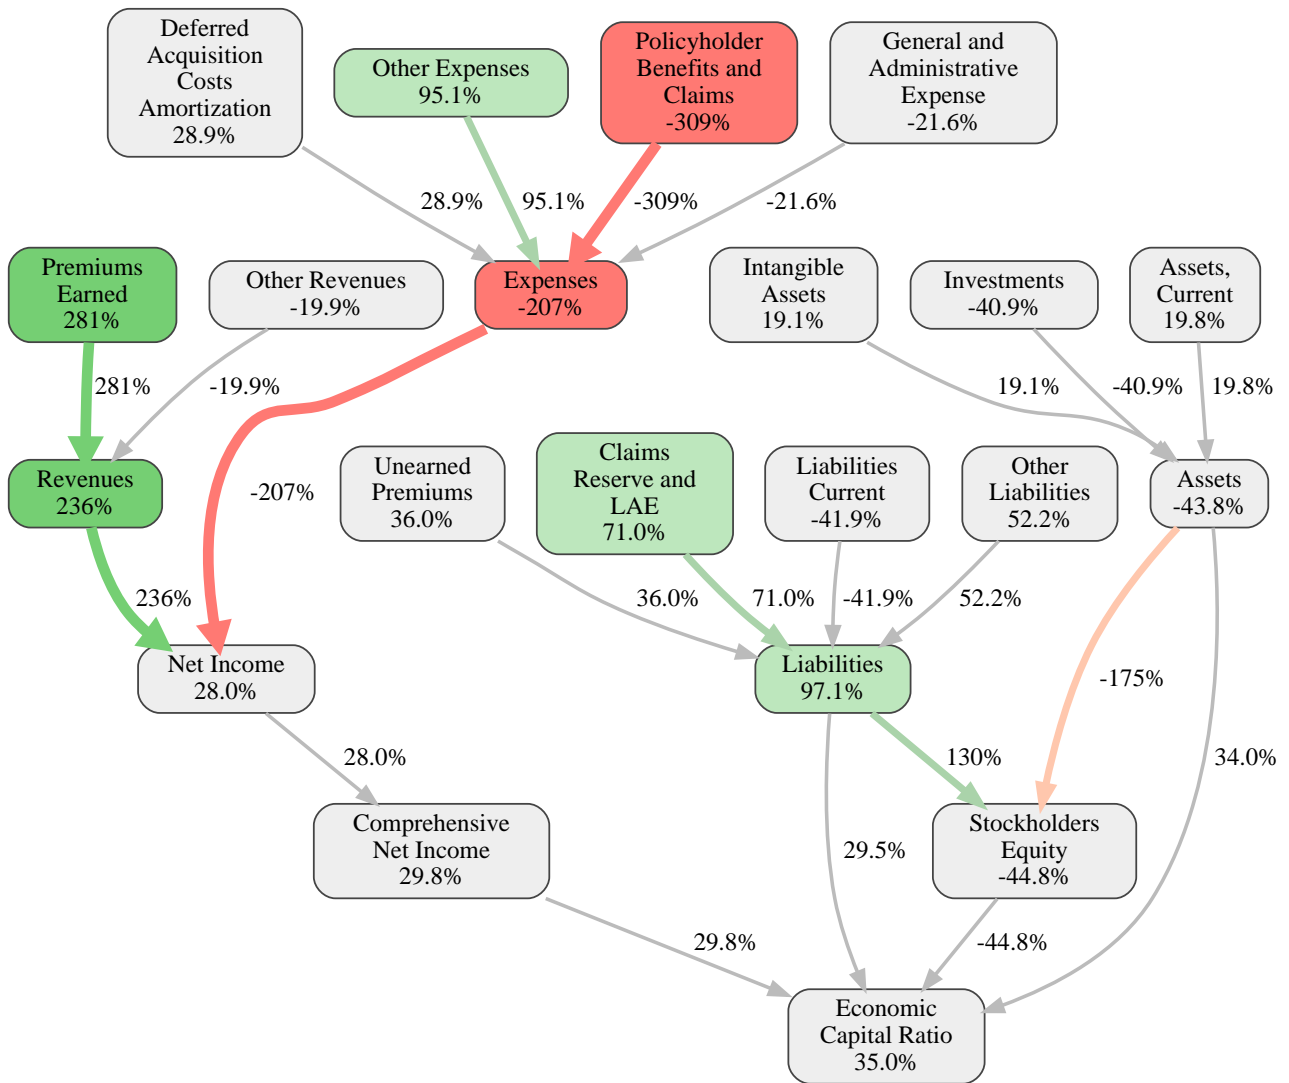 Deferred
Acquisition
Costs
Amortization
28.9%
Other Expenses
95.1%
Policyholder
Benefits and
Claims
-309%
General and
Administrative
Expense
-21.6%
28.9%
95.1%
-309%
-21.6%
Premiums
Earned
281%
Other Revenues
-19.9%
Expenses
-207%
Intangible
Assets
19.1%
Investments
-40.9%
Assets,
Current
19.8%
281%
-19.9%
19.1%
-40.9%
19.8%
Revenues
236%
-207%
Unearned
Premiums
36.0%
Claims
Reserve and
LAE
71.0%
Liabilities
Current
-41.9%
Other
Liabilities
52.2%
Assets
-43.8%
236%
36.0%
71.0%
-41.9%
52.2%
Net Income
28.0%
Liabilities
97.1%
-175%
28.0%
130%
34.0%
Comprehensive
Net Income
29.8%
29.5%
Stockholders
Equity
-44.8%
29.8%
-44.8%
Economic
Capital Ratio
35.0%